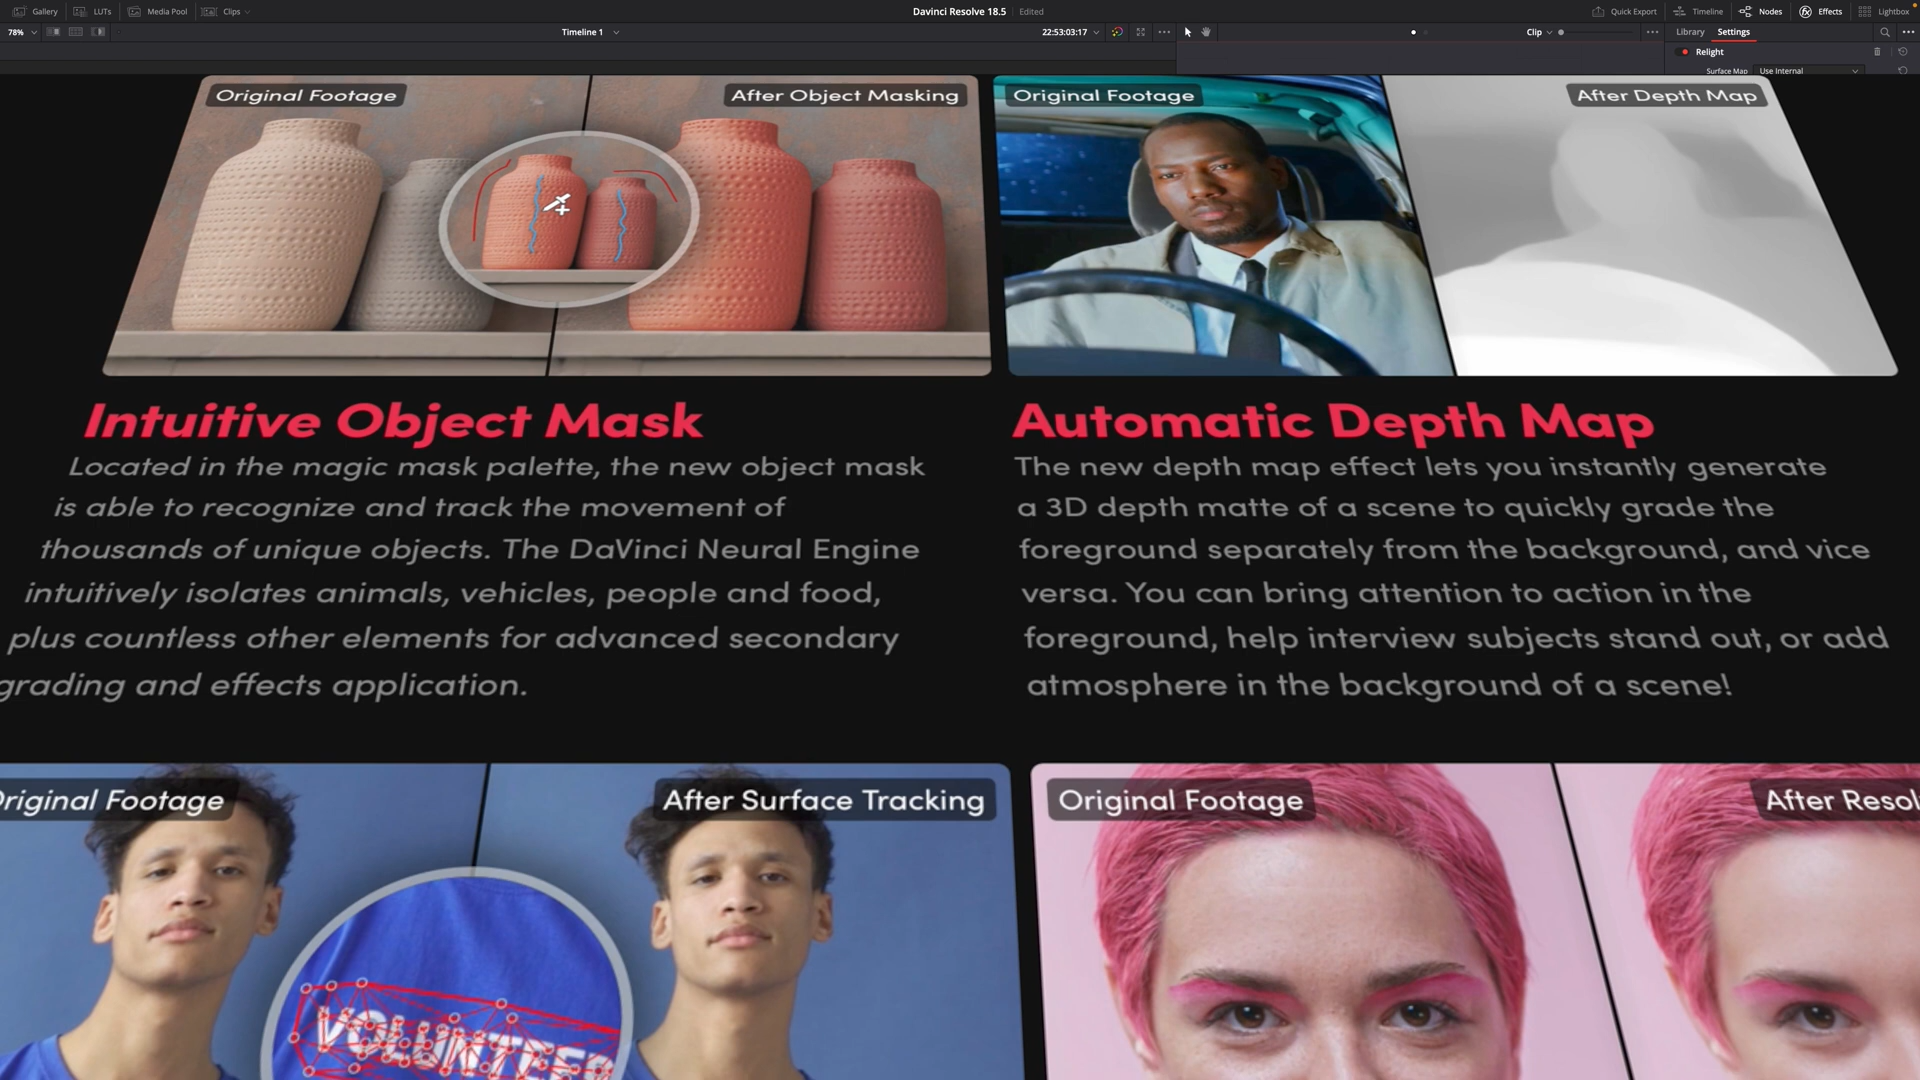 Gallery LUTs Media Pool Clips Davinci Resolve 18.5 Edited Quick Export Timeline Nodes Effects Lightbox
78% Timeline 1 22:53:03:17 Clip Library Settings
Relight
Surface Map Use Internal
Original Footage After Object Masking
Original Footage After Depth Map
Intuitive Object Mask
Located in the magic mask palette, the new object mask
is able to recognize and track the movement of
thousands of unique objects. The DaVinci Neural Engine
intuitively isolates animals, vehicles, people and food,
plus countless other elements for advanced secondary
grading and effects application.
Automatic Depth Map
The new depth map effect lets you instantly generate
a 3D depth matte of a scene to quickly grade the
foreground separately from the background, and vice
versa. You can bring attention to action in the
foreground, help interview subjects stand out, or add
atmosphere in the background of a scene!
Original Footage After Surface Tracking
VOLUNTEER
Original Footage After Resol